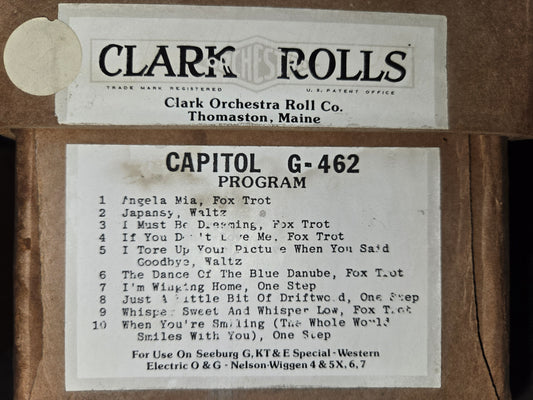 CLARK ORCHESTRA ROLLS
TRADE MARK REGISTERED U.S. PATENT OFFICE
Clark Orchestra Roll Co.
Thomaston, Maine
CAPITOL G-462
PROGRAM
1 Angela Mia, Fox Trot
2 Japansy, Waltz
3 I Must Be Dreaming, Fox Trot
4 If You Don't Love Me, Fox Trot
5 I Tore Up Your Picture When You Said
Goodbye, Waltz
6 The Dance Of The Blue Danube, Fox Trot
7 I'm Winging Home, One Step
8 Just A Little Bit Of Driftwood, One Step
9 Whisper Sweet And Whisper Low, Fox Trot
10 When You're Smiling (The Whole World
Smiles With You), One Step
For Use On Seeburg G, KT & E Special - Western
Electric O & G - Nelson-Wiggen 4 & 5X, 6, 7